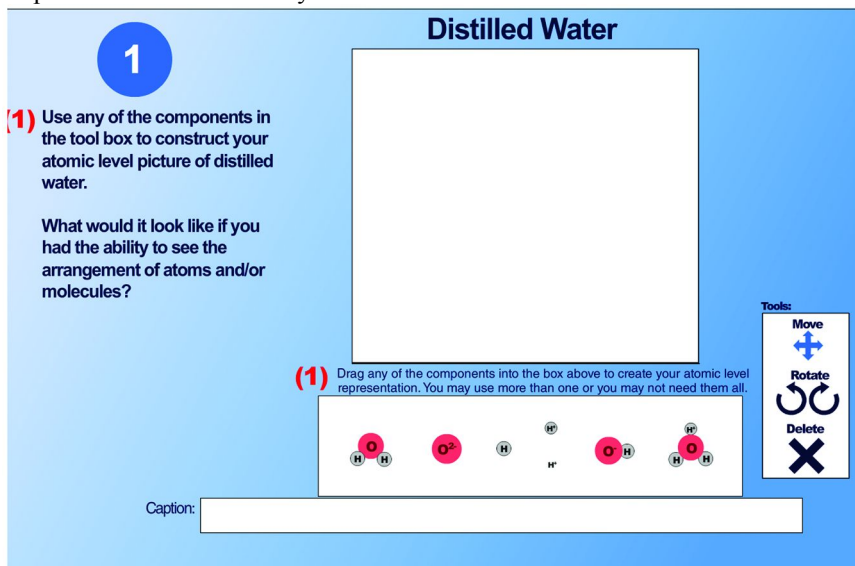 Distilled Water
1
(1) Use any of the components in
the tool box to construct your
atomic level picture of distilled
water.
What would it look like if you
had the ability to see the
arrangement of atoms and/or
molecules?
Tools:
Move
Rotate
Delete
(1) Drag any of the components into the box above to create your atomic level
representation. You may use more than one or you may not need them all.
H O H
O²⁻
H
H⁺
H⁺
O⁻ H
H⁺ H O H
Caption: